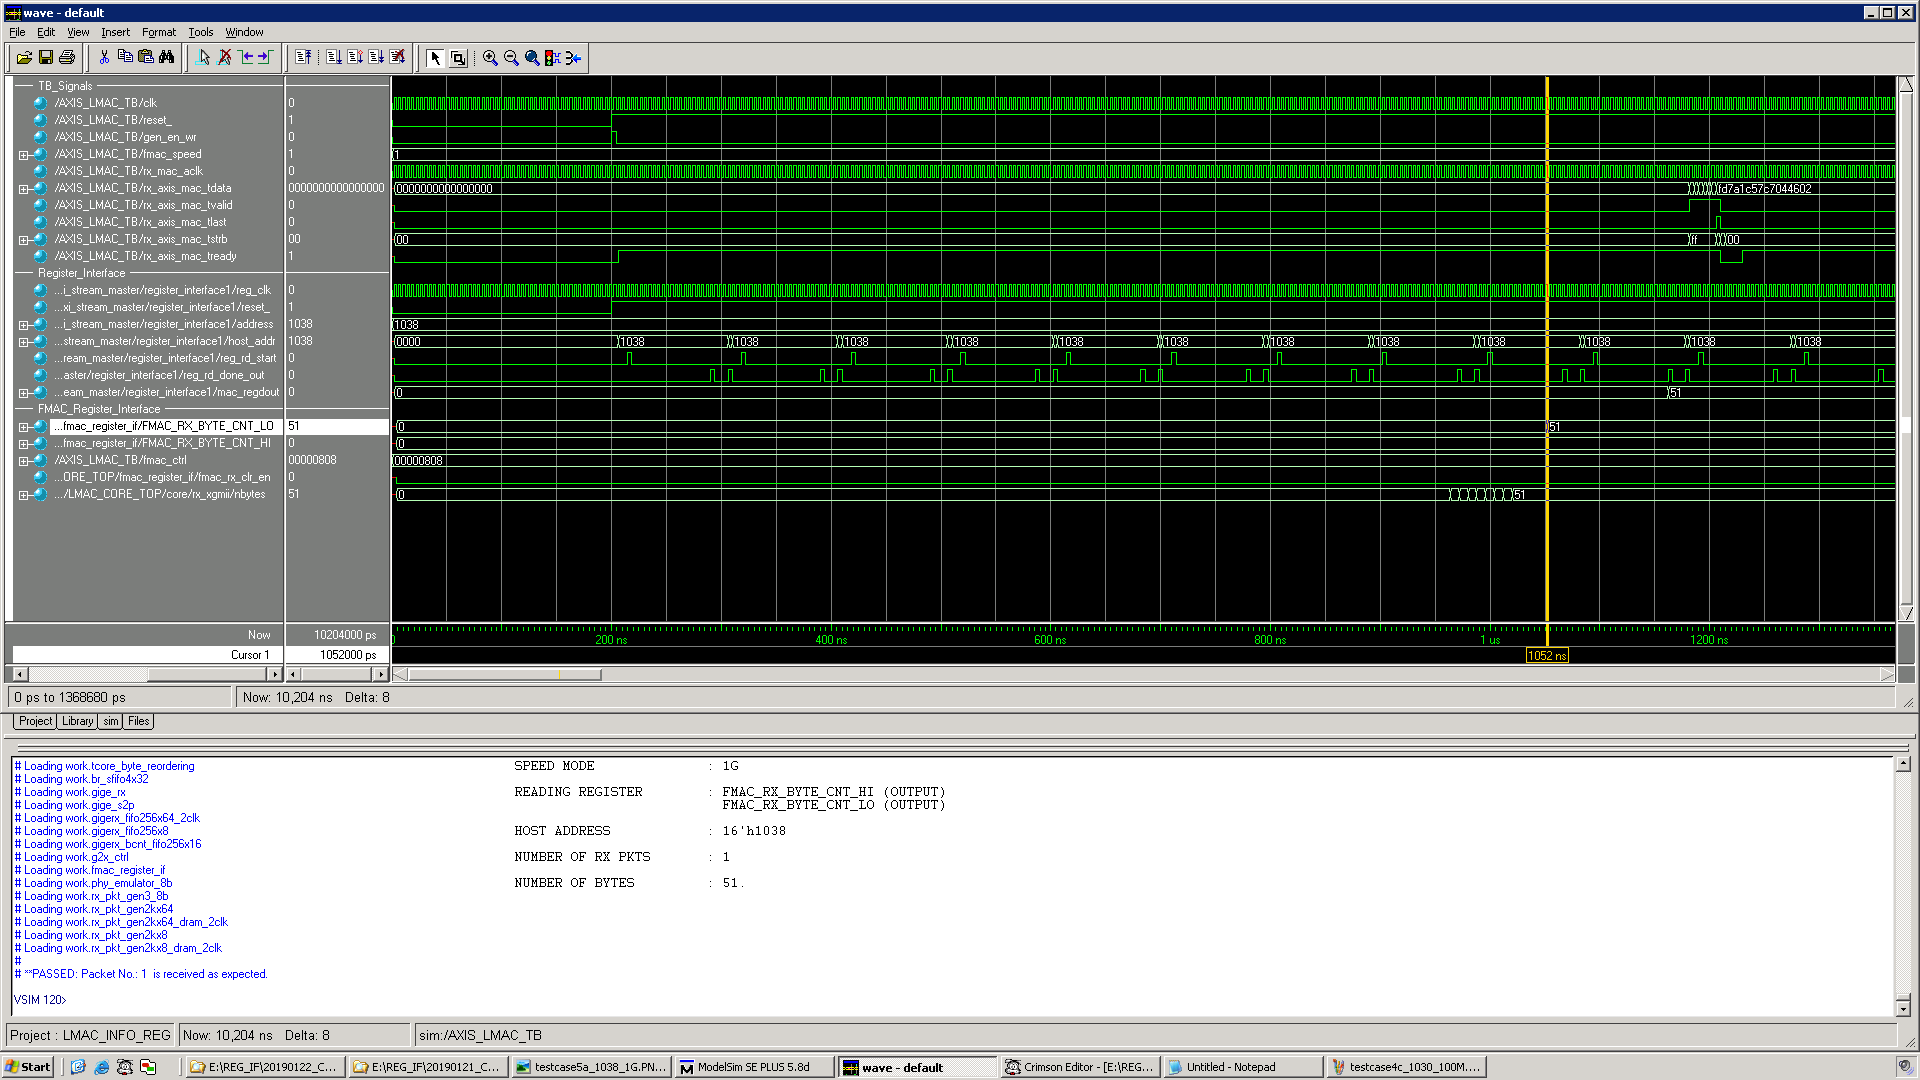 wave - default
File Edit View Insert Format Tools Window
TB_Signals
/AXIS_LMAC_TB/clk 0
/AXIS_LMAC_TB/reset_ 1
/AXIS_LMAC_TB/gen_en_wr 0
/AXIS_LMAC_TB/fmac_speed 1 1
/AXIS_LMAC_TB/rx_mac_aclk 0
/AXIS_LMAC_TB/rx_axis_mac_tdata 0000000000000000 0000000000000000 fd7a1c57c7044602
/AXIS_LMAC_TB/rx_axis_mac_tvalid 0
/AXIS_LMAC_TB/rx_axis_mac_tlast 0
/AXIS_LMAC_TB/rx_axis_mac_tstrb 00 00 ff 00
/AXIS_LMAC_TB/rx_axis_mac_tready 1
Register_Interface
...i_stream_master/register_interface1/reg_clk 0
...xi_stream_master/register_interface1/reset_ 1
...i_stream_master/register_interface1/address 1038 1038
...stream_master/register_interface1/host_addr 1038 0000 1038 1038 1038 1038 1038 1038 1038 1038 1038 1038 1038 1038
...ream_master/register_interface1/reg_rd_start 0
...aster/register_interface1/reg_rd_done_out 0
...eam_master/register_interface1/mac_regdout 0 0 51
FMAC_Register_Interface
...fmac_register_if/FMAC_RX_BYTE_CNT_LO 51 0 51
...fmac_register_if/FMAC_RX_BYTE_CNT_HI 0 0
/AXIS_LMAC_TB/fmac_ctrl 00000808 00000808
...ORE_TOP/fmac_register_if/fmac_rx_clr_en 0
.../LMAC_CORE_TOP/core/rx_xgmii/nbytes 51 0 51
Now 10204000 ps 0 200 ns 400 ns 600 ns 800 ns 1 us 1200 ns
Cursor 1 1052000 ps 1052 ns
0 ps to 1368680 ps Now: 10,204 ns Delta: 8
Project Library sim Files
# Loading work.tcore_byte_reordering SPEED MODE : 1G
# Loading work.br_sfifo4x32
# Loading work.gige_rx READING REGISTER : FMAC_RX_BYTE_CNT_HI (OUTPUT)
# Loading work.gige_s2p FMAC_RX_BYTE_CNT_LO (OUTPUT)
# Loading work.gigerx_fifo256x64_2clk
# Loading work.gigerx_fifo256x8 HOST ADDRESS : 16'h1038
# Loading work.gigerx_bcnt_fifo256x16
# Loading work.g2x_ctrl NUMBER OF RX PKTS : 1
# Loading work.fmac_register_if
# Loading work.phy_emulator_8b NUMBER OF BYTES : 51.
# Loading work.rx_pkt_gen3_8b
# Loading work.rx_pkt_gen2kx64
# Loading work.rx_pkt_gen2kx64_dram_2clk
# Loading work.rx_pkt_gen2kx8
# Loading work.rx_pkt_gen2kx8_dram_2clk
#
# **PASSED: Packet No.: 1 is received as expected.
VSIM 120>
Project : LMAC_INFO_REG Now: 10,204 ns Delta: 8 sim:/AXIS_LMAC_TB
Start E:\REG_IF\20190122_C... E:\REG_IF\20190121_C... testcase5a_1038_1G.PN... ModelSim SE PLUS 5.8d wave - default Crimson Editor - [E:\REG... Untitled - Notepad testcase4c_1030_100M....